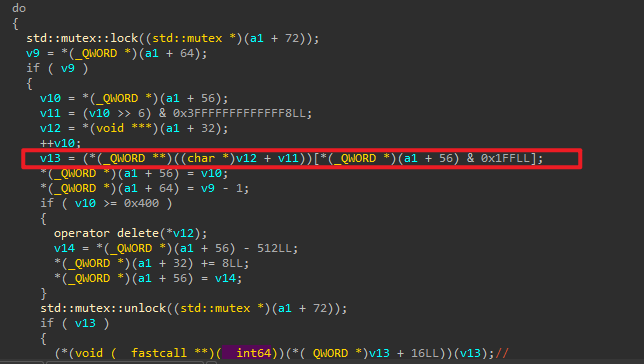 do
{
std::mutex::lock((std::mutex *)(a1 + 72));
v9 = *(_QWORD *)(a1 + 64);
if ( v9 )
{
v10 = *(_QWORD *)(a1 + 56);
v11 = (v10 >> 6) & 0x3FFFFFFFFFFFFF8LL;
v12 = *(void ***)(a1 + 32);
++v10;
v13 = (*(_QWORD **)((char *)v12 + v11))[*(_QWORD *)(a1 + 56) & 0x1FFLL];
*(_QWORD *)(a1 + 56) = v10;
*(_QWORD *)(a1 + 64) = v9 - 1;
if ( v10 >= 0x400 )
{
operator delete(*v12);
v14 = *(_QWORD *)(a1 + 56) - 512LL;
*(_QWORD *)(a1 + 32) += 8LL;
*(_QWORD *)(a1 + 56) = v14;
}
std::mutex::unlock((std::mutex *)(a1 + 72));
if ( v13 )
{
(*(void (__fastcall **)(__int64))(*(_QWORD *)v13 + 16LL))(v13);//